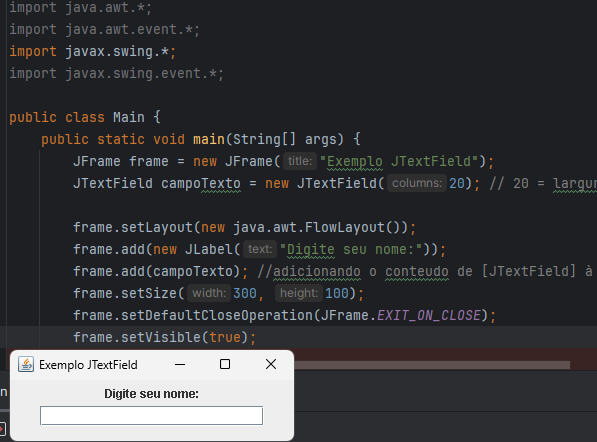 import java.awt.*;
import java.awt.event.*;
import javax.swing.*;
import javax.swing.event.*;
public class Main {
public static void main(String[] args) {
JFrame frame = new JFrame( title: "Exemplo JTextField");
JTextField campoTexto = new JTextField( columns: 20); // 20 =
frame.setLayout(new java.awt.FlowLayout());
frame.add(new JLabel( text: "Digite seu nome:"));
frame.add(campoTexto); //adicionando o conteudo de [JTextField] à
frame.setSize( width: 300, height: 100);
frame.setDefaultCloseOperation(JFrame.EXIT_ON_CLOSE);
frame.setVisible(true);
Exemplo JTextField
Digite seu nome: